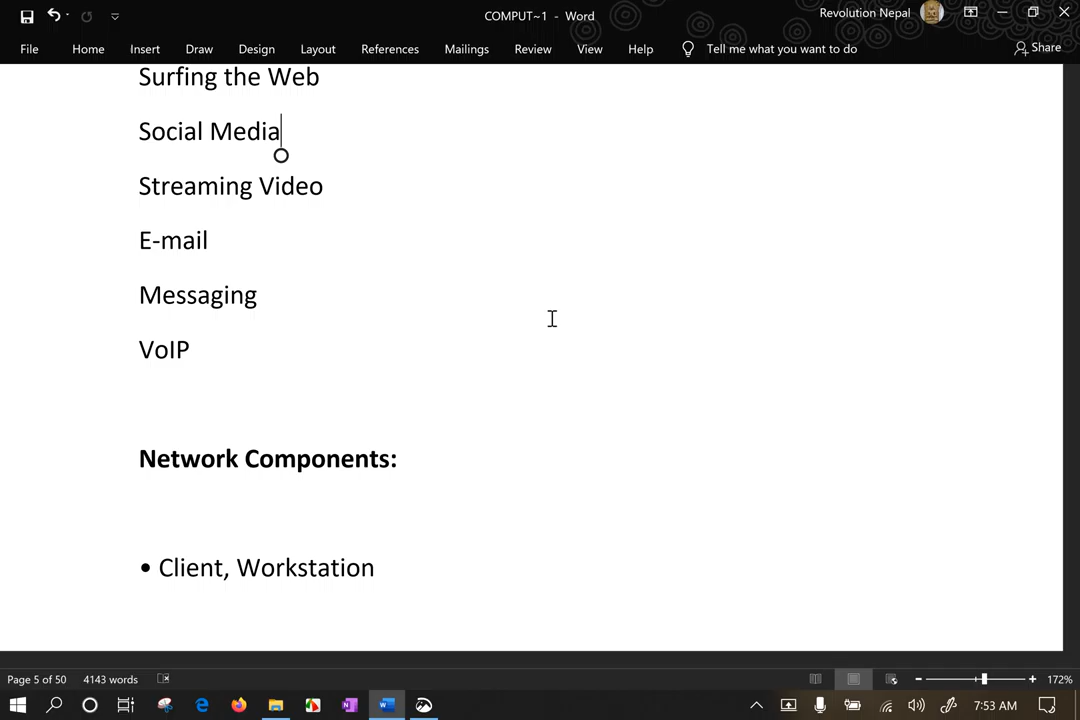 COMPUT~1 - Word
Revolution Nepal
File Home Insert Draw Design Layout References Mailings Review View Help Tell me what you want to do Share
Surfing the Web
Social Media
Streaming Video
E-mail
Messaging
VoIP
Network Components:
• Client, Workstation
Page 5 of 50 4143 words 172%
7:53 AM